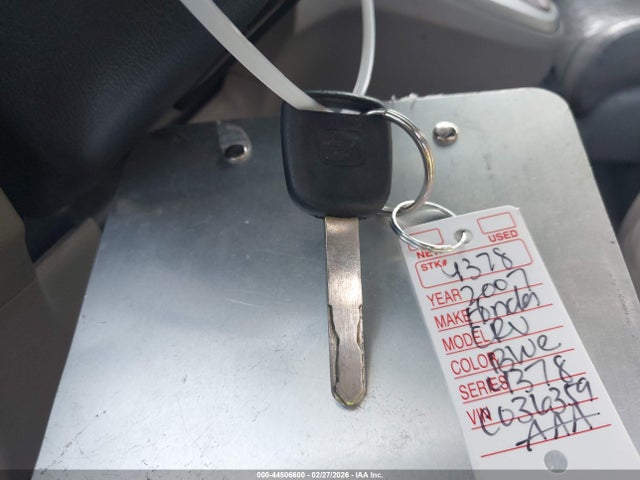 NEW USED
STK# 4378
YEAR 2007
MAKE Honda
MODEL CRV
COLOR BWE
SERIES 4378
VIN C036359
AAA
000-44506600 - 02/27/2026 - IAA Inc.